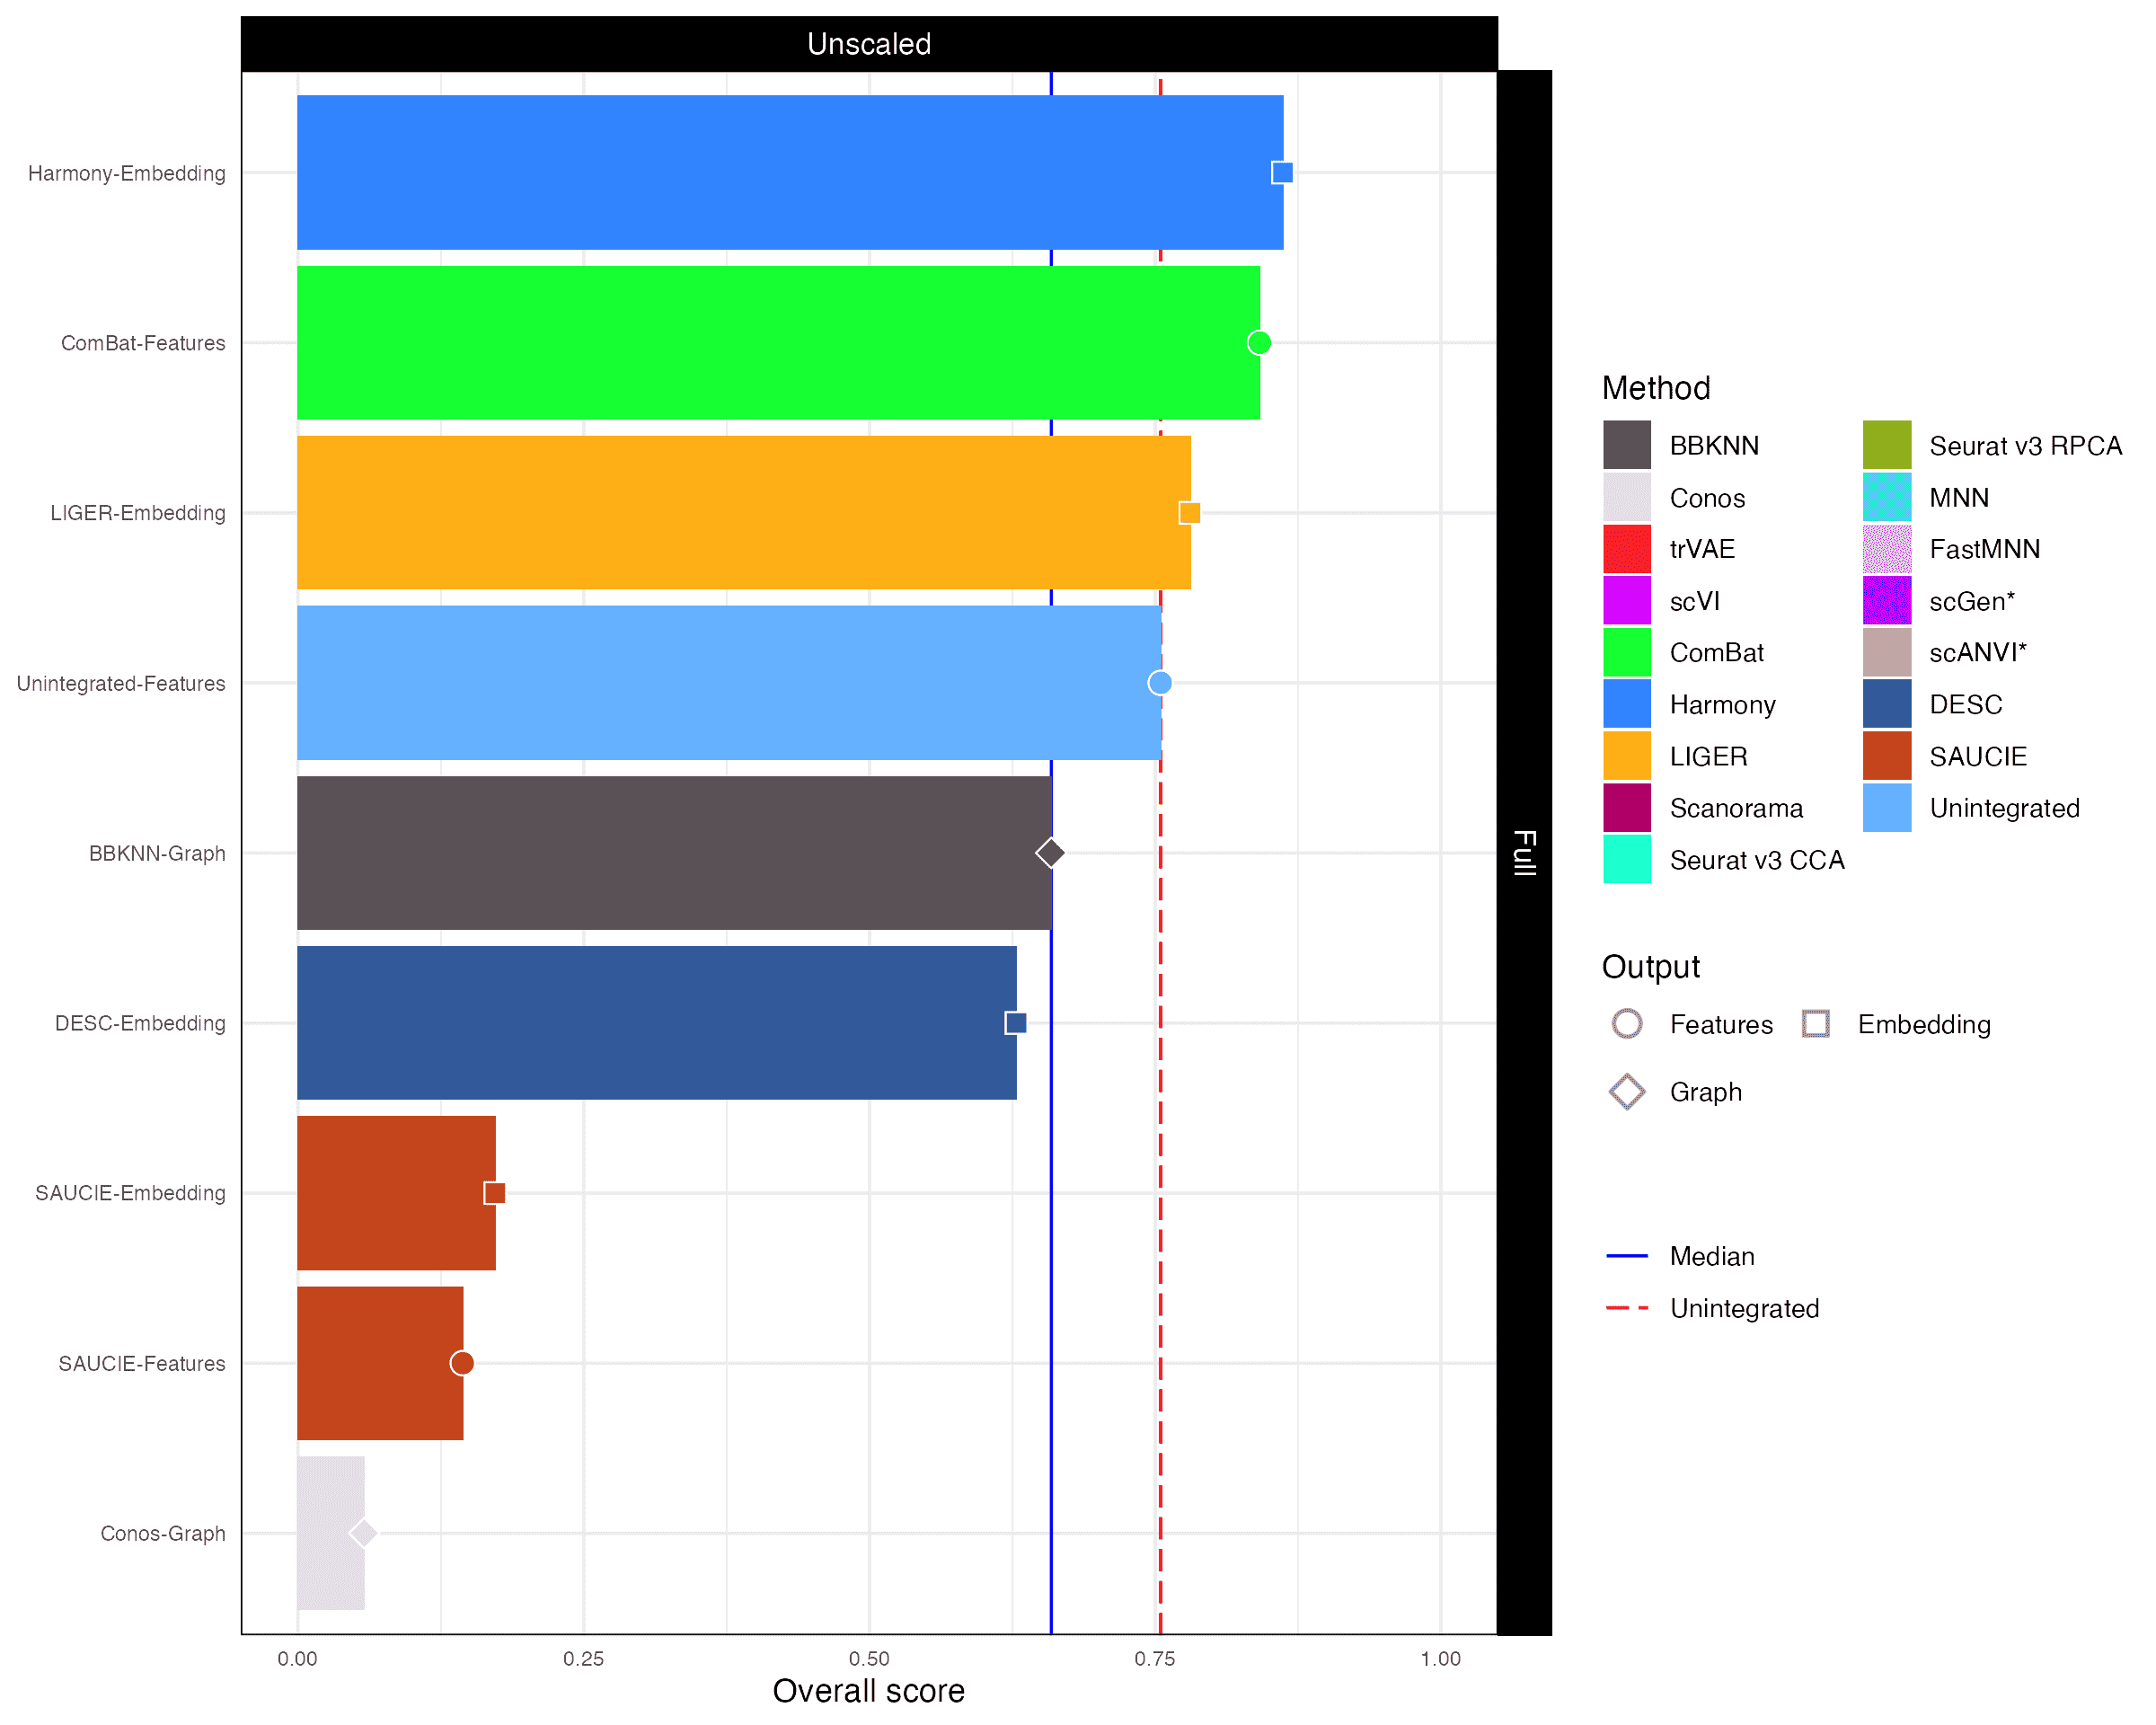 Unscaled
Harmony-Embedding
ComBat-Features
LIGER-Embedding
Unintegrated-Features
BBKNN-Graph
DESC-Embedding
SAUCIE-Embedding
SAUCIE-Features
Conos-Graph
0.00 0.25 0.50 0.75 1.00
Overall score
Full
Method
BBKNN
Conos
trVAE
scVI
ComBat
Harmony
LIGER
Scanorama
Seurat v3 CCA
Seurat v3 RPCA
MNN
FastMNN
scGen*
scANVI*
DESC
SAUCIE
Unintegrated
Output
Features Embedding
Graph
Median
Unintegrated